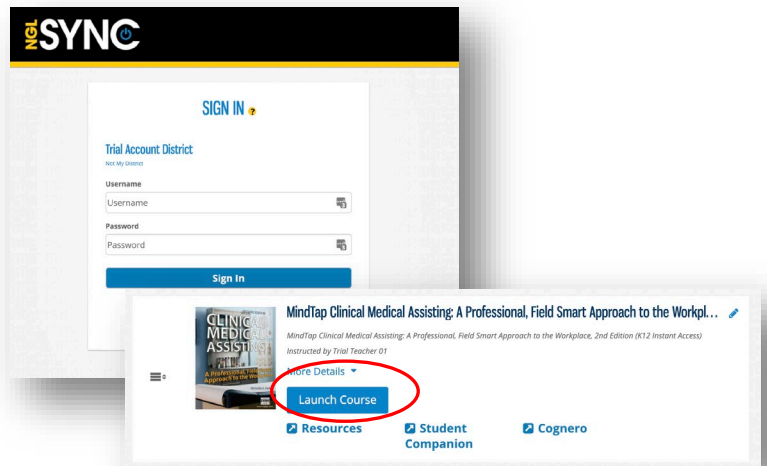 NGL SYNC
SIGN IN ?
Trial Account District
Not My District
Username
Username
Password
Password
Sign In
CLINICAL
MEDICAL
ASSISTING
A Professional, Field Smart
Approach to the Workplace
MindTap Clinical Medical Assisting: A Professional, Field Smart Approach to the Workpl...
MindTap Clinical Medical Assisting: A Professional, Field Smart Approach to the Workplace, 2nd Edition (K12 Instant Access)
Instructed by Trial Teacher 01
More Details
Launch Course
Resources
Student
Companion
Cognero